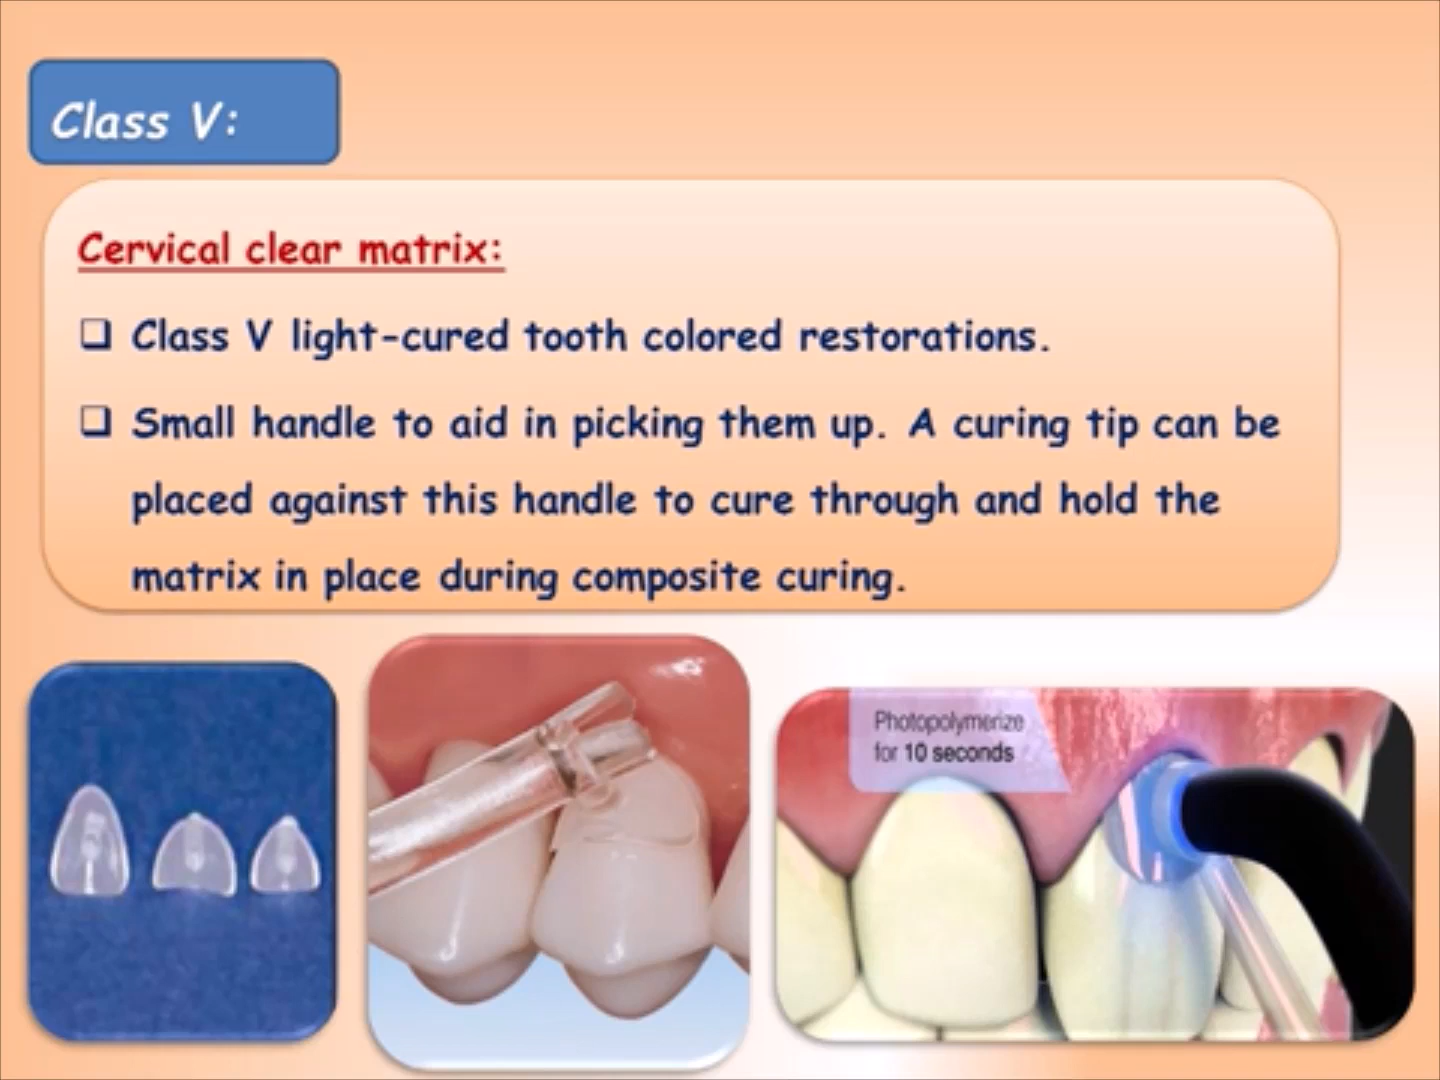 Class V:
Cervical clear matrix:
❑ Class V light-cured tooth colored restorations.
❑ Small handle to aid in picking them up. A curing tip can be
placed against this handle to cure through and hold the
matrix in place during composite curing.
Photopolymerize
for 10 seconds